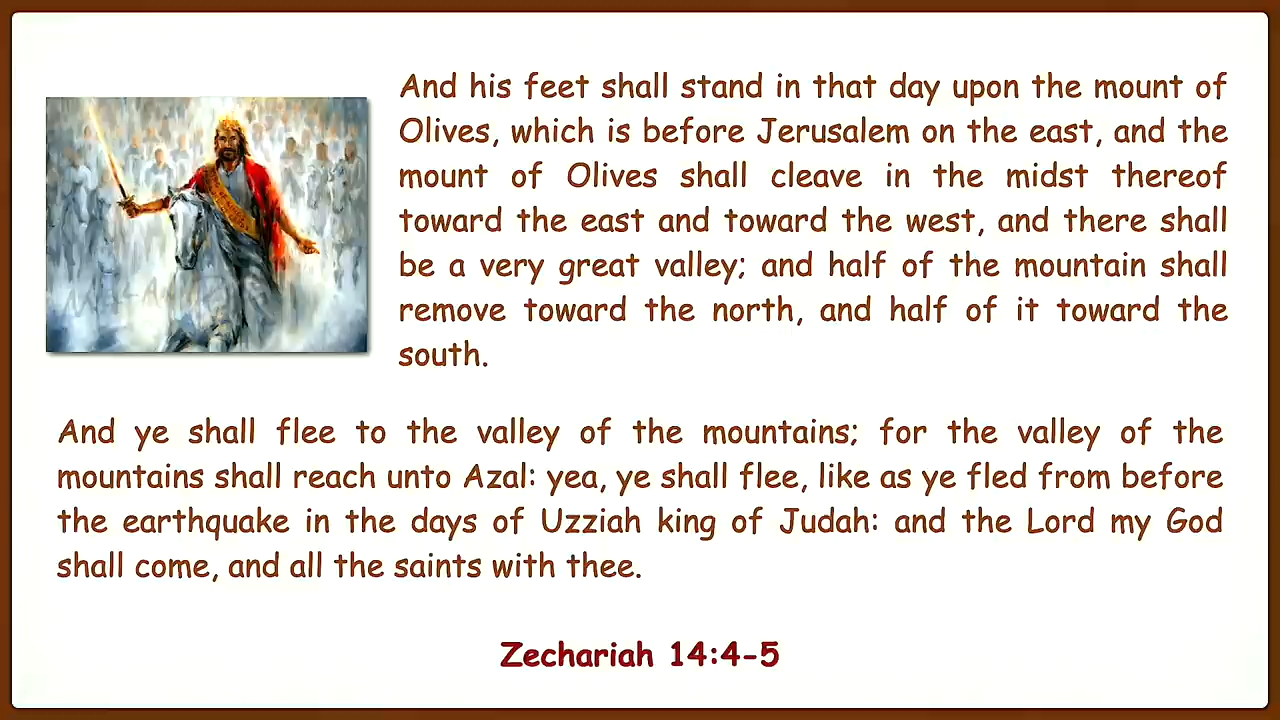 And his feet shall stand in that day upon the mount of
Olives, which is before Jerusalem on the east, and the
mount of Olives shall cleave in the midst thereof
toward the east and toward the west, and there shall
be a very great valley; and half of the mountain shall
remove toward the north, and half of it toward the
south.
And ye shall flee to the valley of the mountains; for the valley of the
mountains shall reach unto Azal: yea, ye shall flee, like as ye fled from before
the earthquake in the days of Uzziah king of Judah: and the Lord my God
shall come, and all the saints with thee.
Zechariah 14:4-5